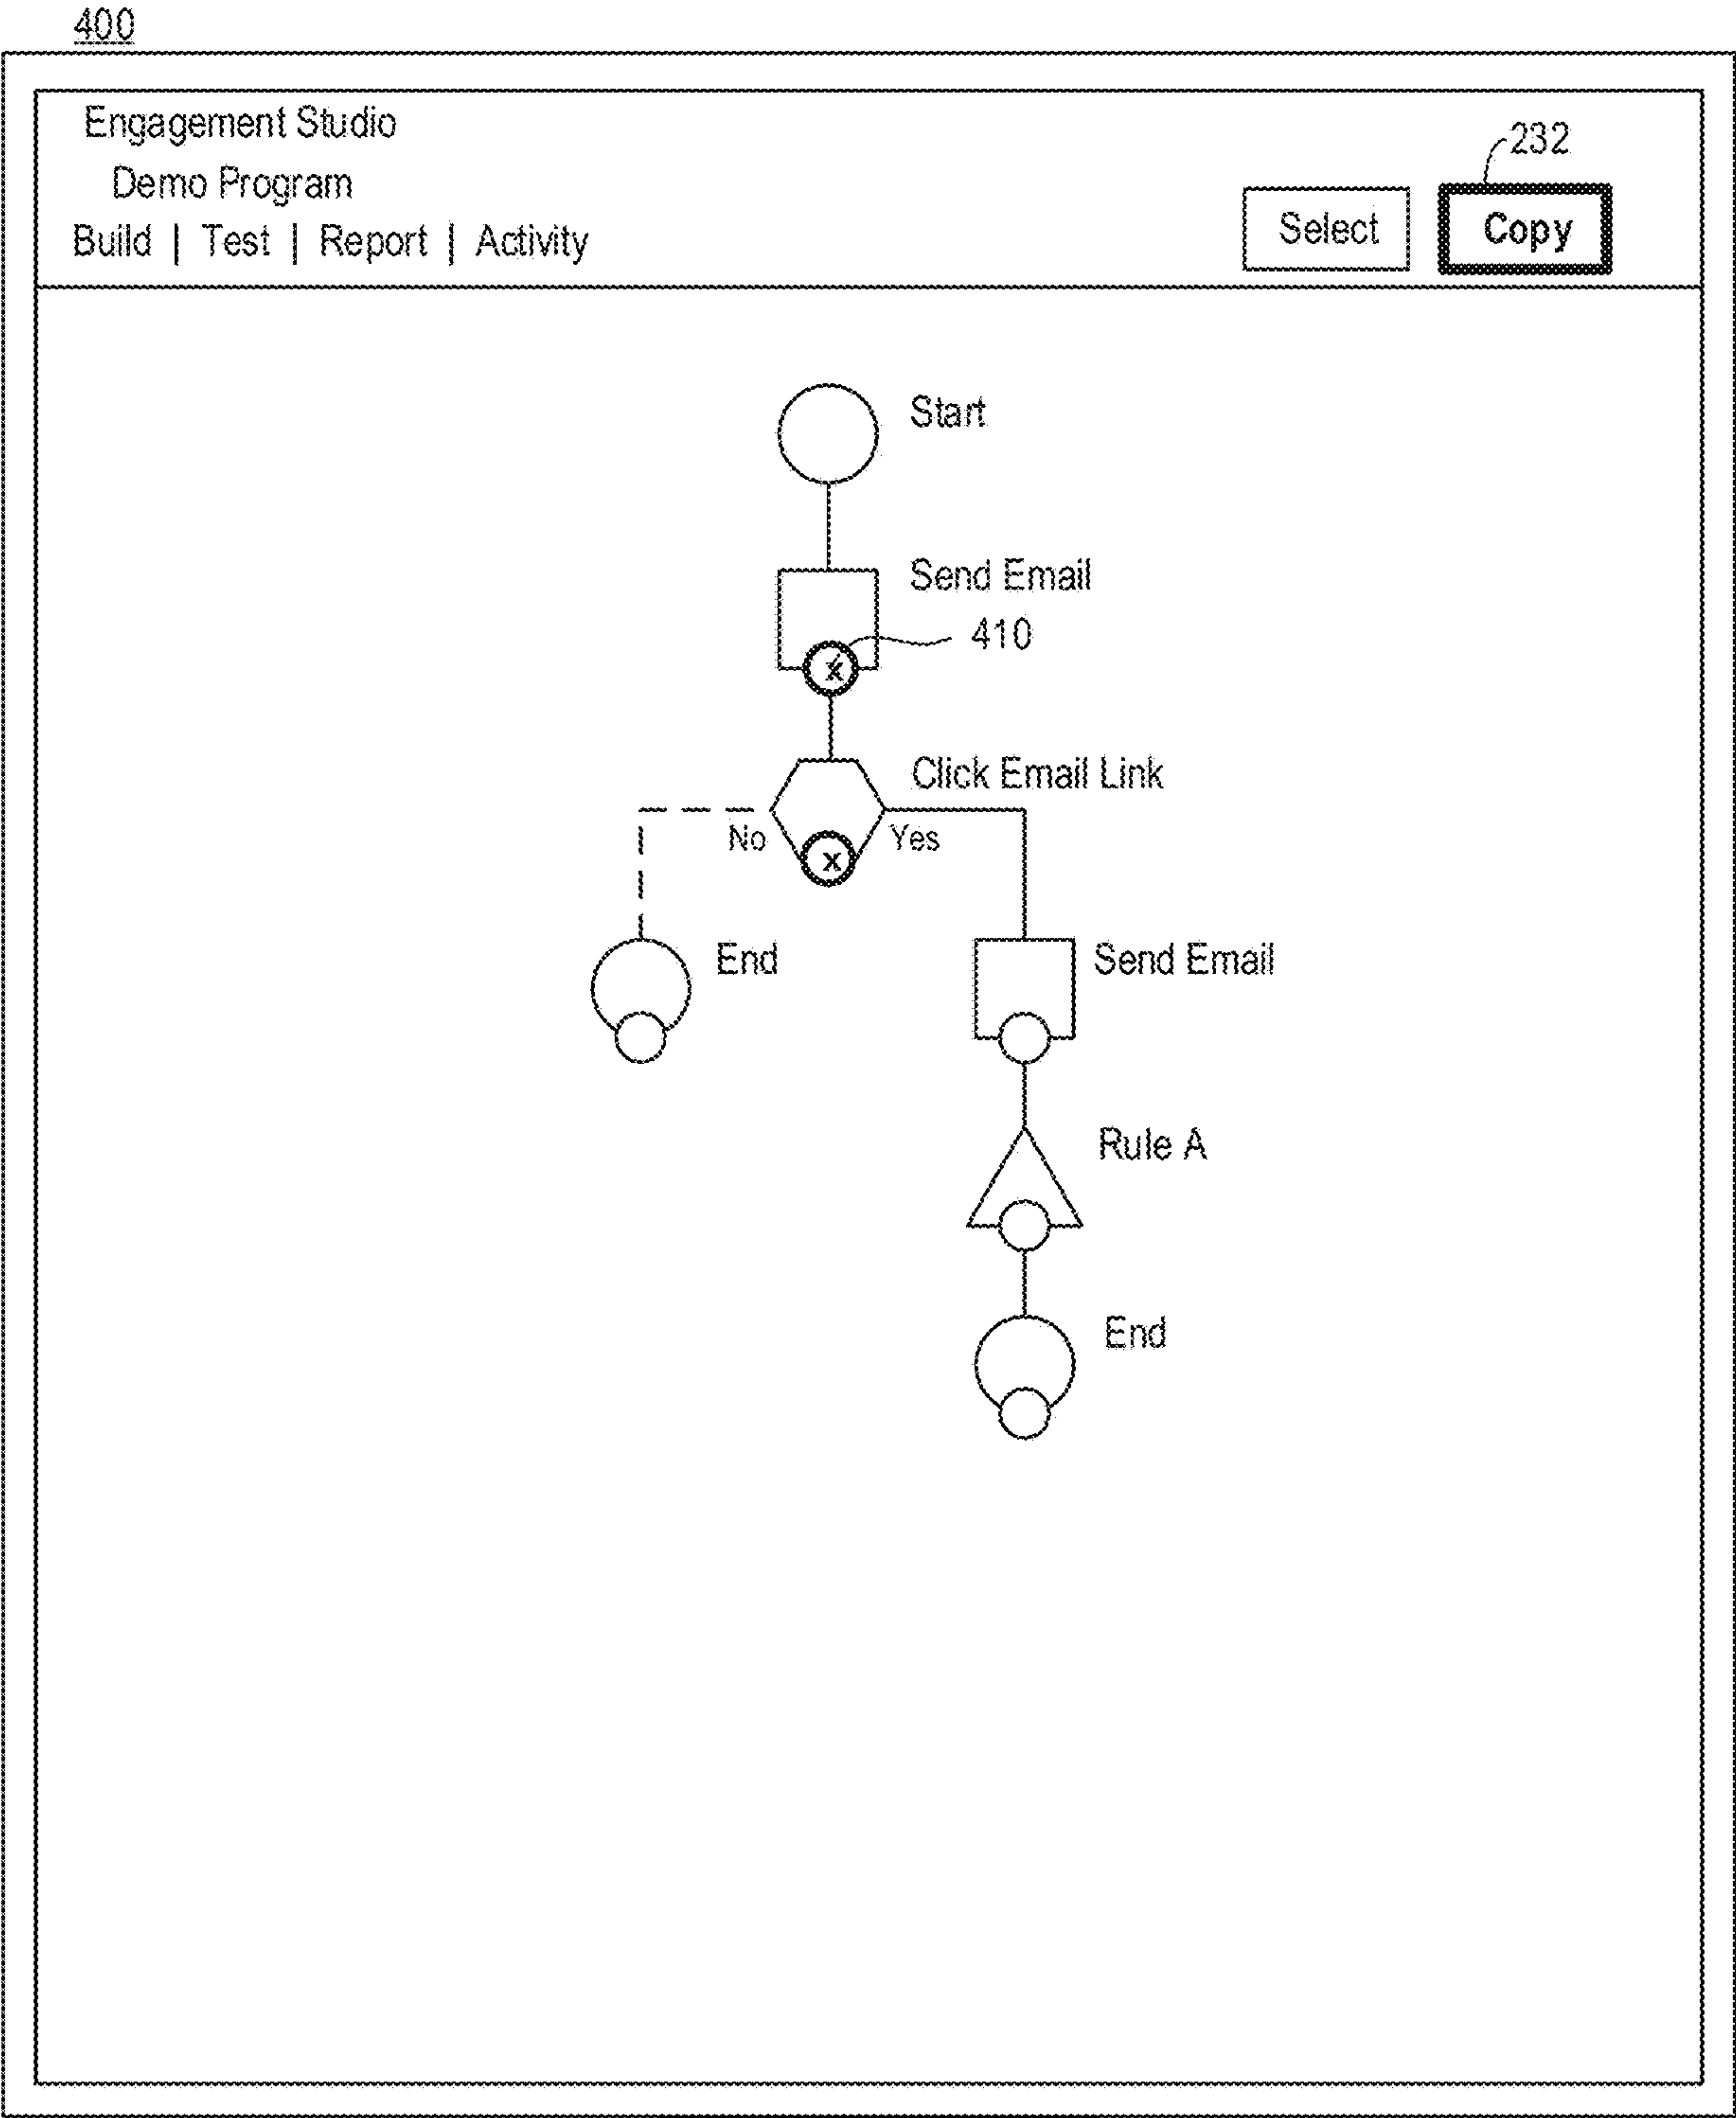 400
Engagement Studio
Demo Program
Build | Test | Report | Activity
232
Select
Copy
Start
Send Email
410
x
Click Email Link
No
Yes
x
End
Send Email
Rule A
End